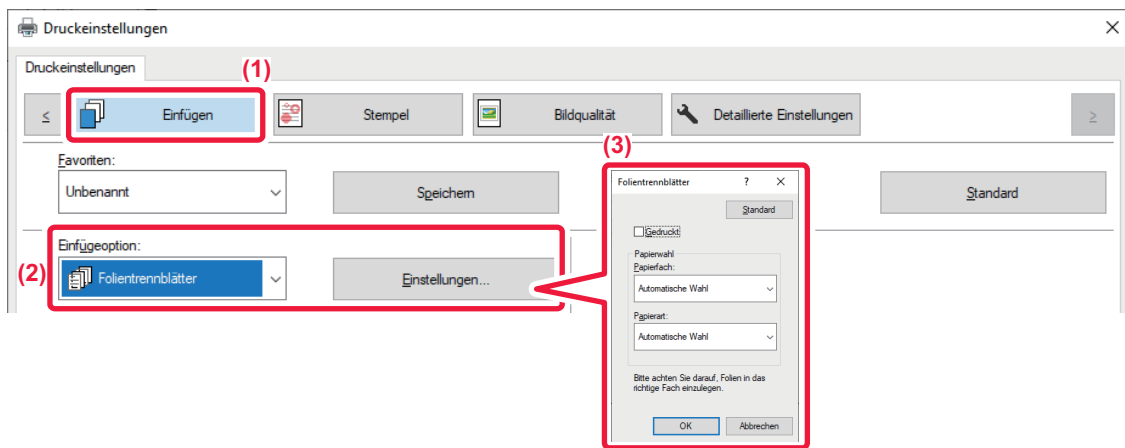 Druckeinstellungen
Druckeinstellungen
(1)
<
Einfügen
Stempel
Bildqualität
Detaillierte Einstellungen
>
Favoriten:
Unbenannt
Speichern
Standard
(2)
Einfügeoption:
Folientrennblätter
Einstellungen...
(3)
Folientrennblätter ?
Standard
Gedruckt
Papierwahl
Papierfach:
Automatische Wahl
Papierart:
Automatische Wahl
Bitte achten Sie darauf, Folien in das
richtige Fach einzulegen.
OK
Abbrechen